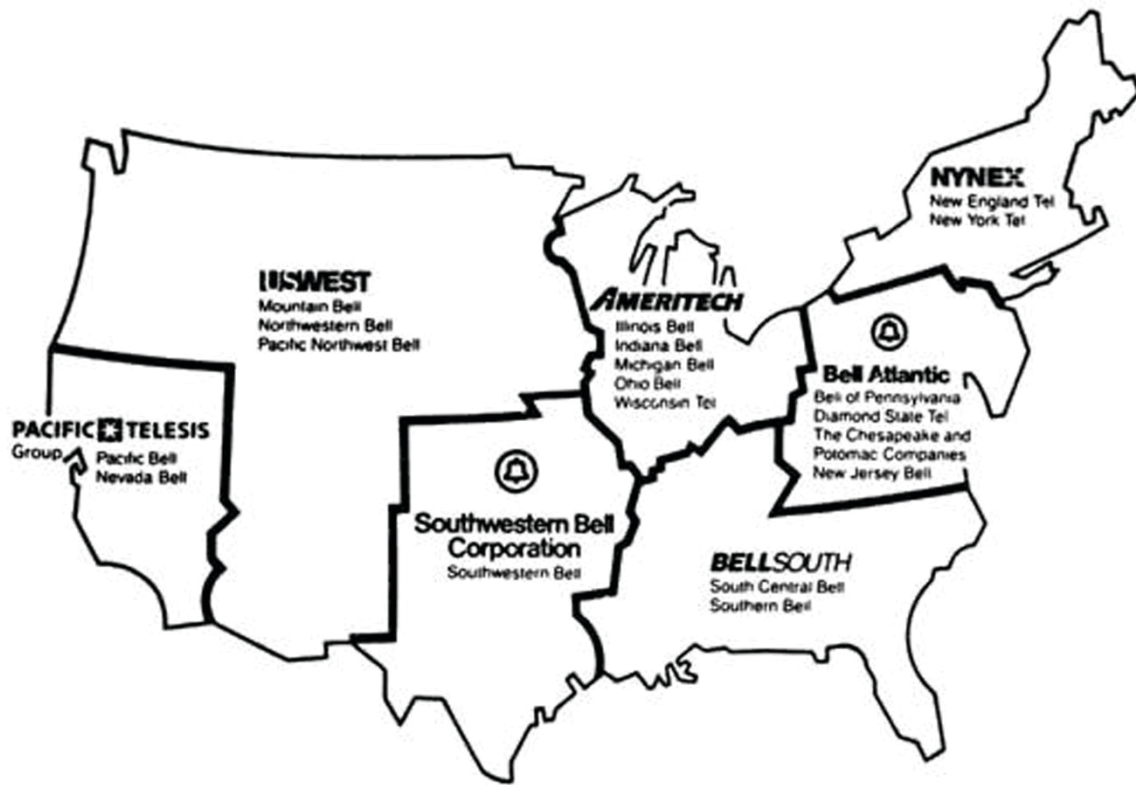 NYNEX
New England Tel
New York Tel
US WEST
Mountain Bell
Northwestern Bell
Pacific Northwest Bell
AMERITECH
Illinois Bell
Indiana Bell
Michigan Bell
Ohio Bell
Wisconsin Tel
Bell Atlantic
Bell of Pennsylvania
Diamond State Tel
The Chesapeake and
Potomac Companies
New Jersey Bell
PACIFIC TELESIS
Group
Pacific Bell
Nevada Bell
Southwestern Bell
Corporation
Southwestern Bell
BELLSOUTH
South Central Bell
Southern Bell